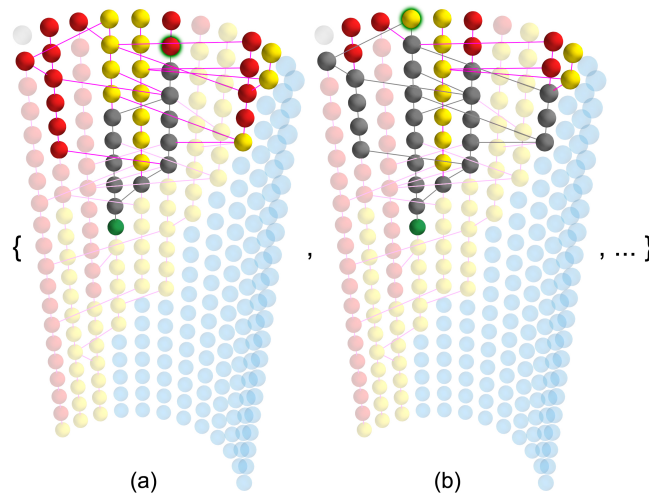 { , , ... }
(a) (b)